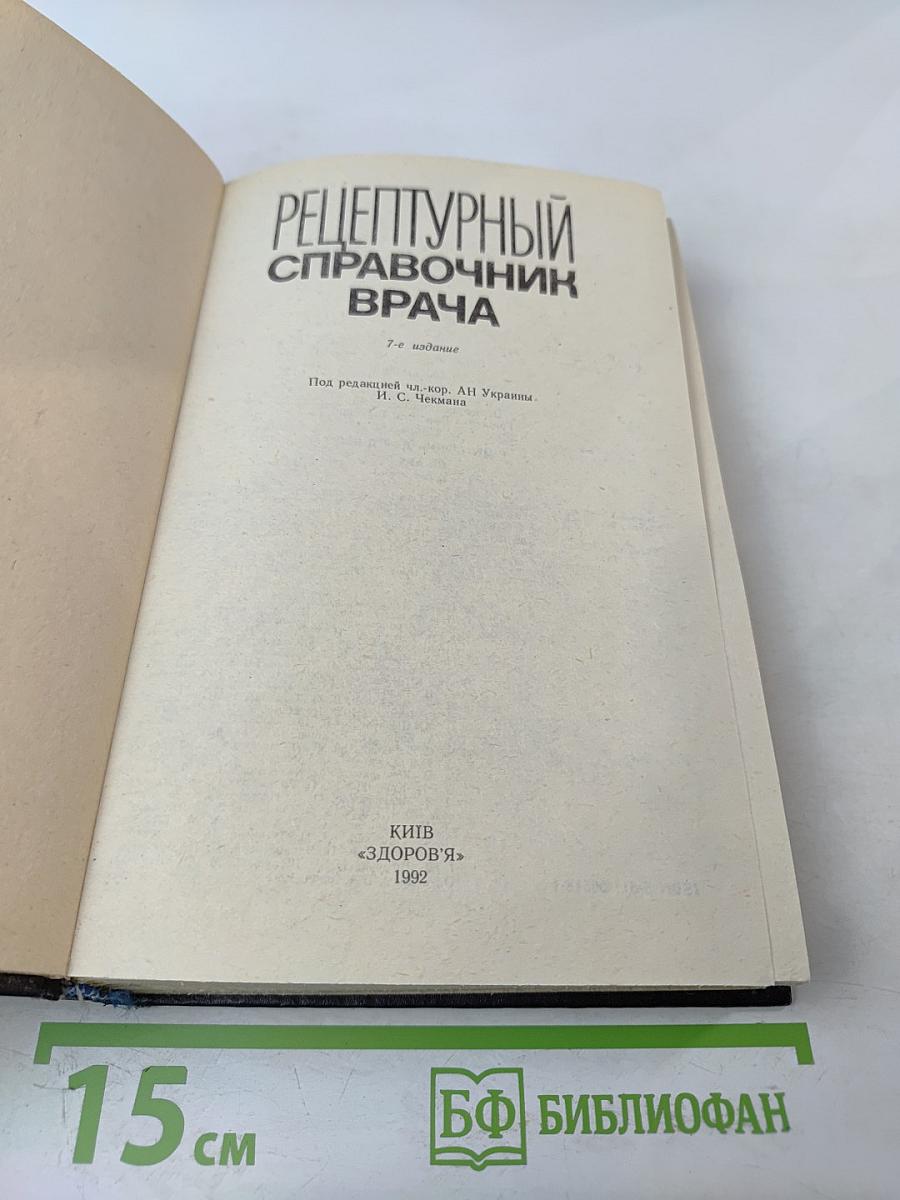 РЕЦЕПТУРНЫЙ
СПРАВОЧНИК
ВРАЧА
7-е издание
Под редакцией чл.-кор. АН Украины
И. С. Чекмана
КИЇВ
«ЗДОРОВ'Я»
1992
15 см
БФ БИБЛИОФАН